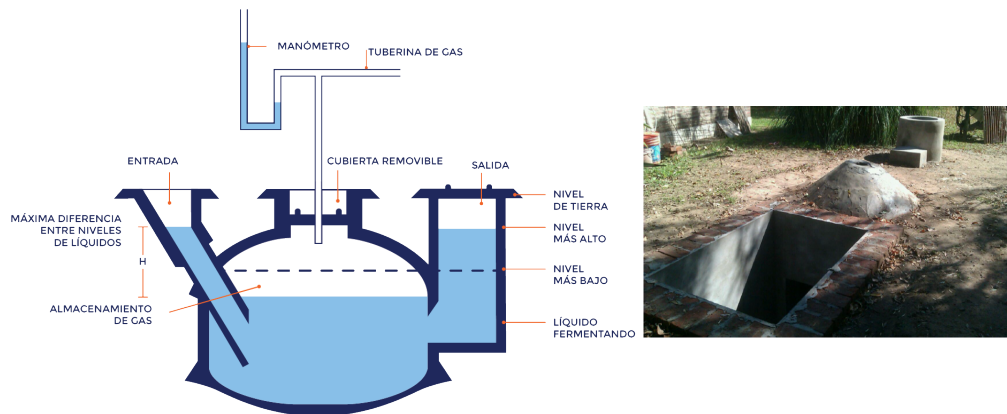 MANÓMETRO
TUBERINA DE GAS
ENTRADA
CUBIERTA REMOVIBLE
SALIDA
MÁXIMA DIFERENCIA
ENTRE NIVELES
DE LÍQUIDOS
H
ALMACENAMIENTO
DE GAS
NIVEL
DE TIERRA
NIVEL
MÁS ALTO
NIVEL
MÁS BAJO
LÍQUIDO
FERMENTANDO